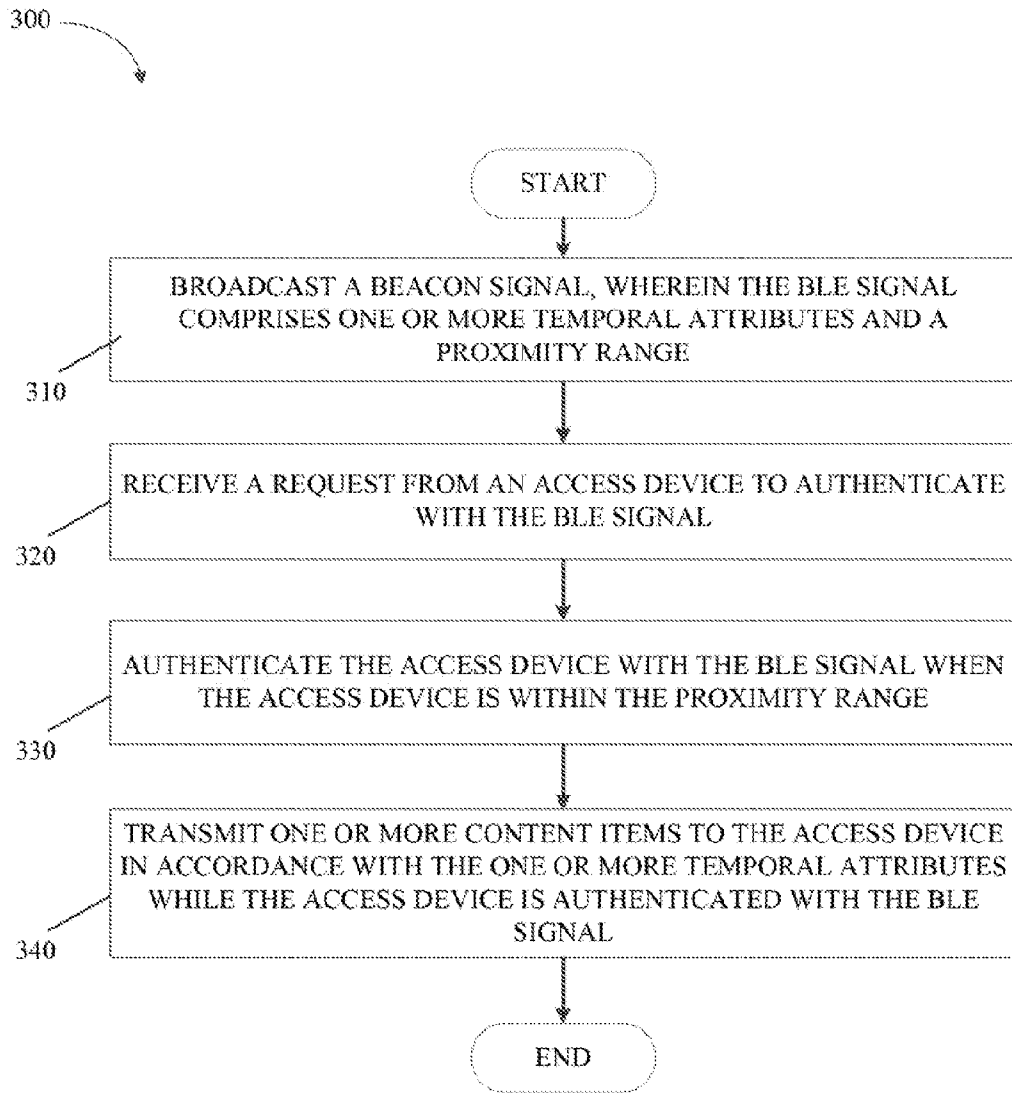 300
START
BROADCAST A BEACON SIGNAL, WHEREIN THE BLE SIGNAL
COMPRISES ONE OR MORE TEMPORAL ATTRIBUTES AND A
PROXIMITY RANGE
310
RECEIVE A REQUEST FROM AN ACCESS DEVICE TO AUTHENTICATE
WITH THE BLE SIGNAL
320
AUTHENTICATE THE ACCESS DEVICE WITH THE BLE SIGNAL WHEN
THE ACCESS DEVICE IS WITHIN THE PROXIMITY RANGE
330
TRANSMIT ONE OR MORE CONTENT ITEMS TO THE ACCESS DEVICE
IN ACCORDANCE WITH THE ONE OR MORE TEMPORAL ATTRIBUTES
WHILE THE ACCESS DEVICE IS AUTHENTICATED WITH THE BLE
SIGNAL
340
END